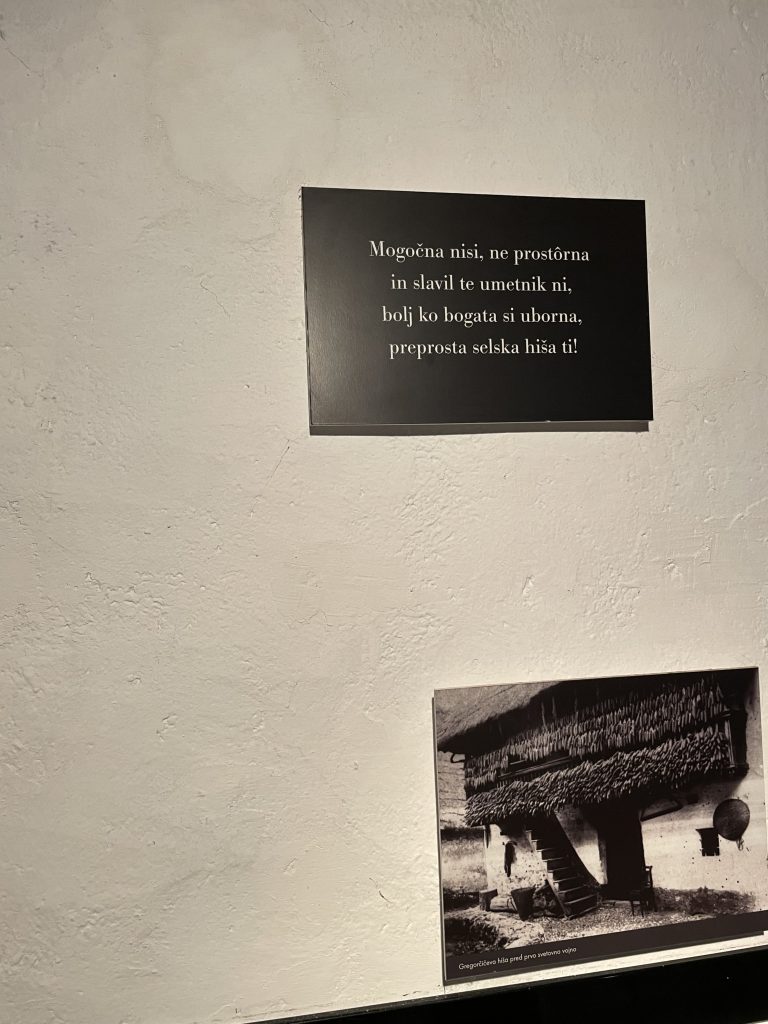 Mogočna nisi, ne prostôrna
in slavil te umetnik ni,
bolj ko bogata si uborna,
preprosta selska hiša ti!
Gregorčičeva hiša pred prvo svetovno vojno